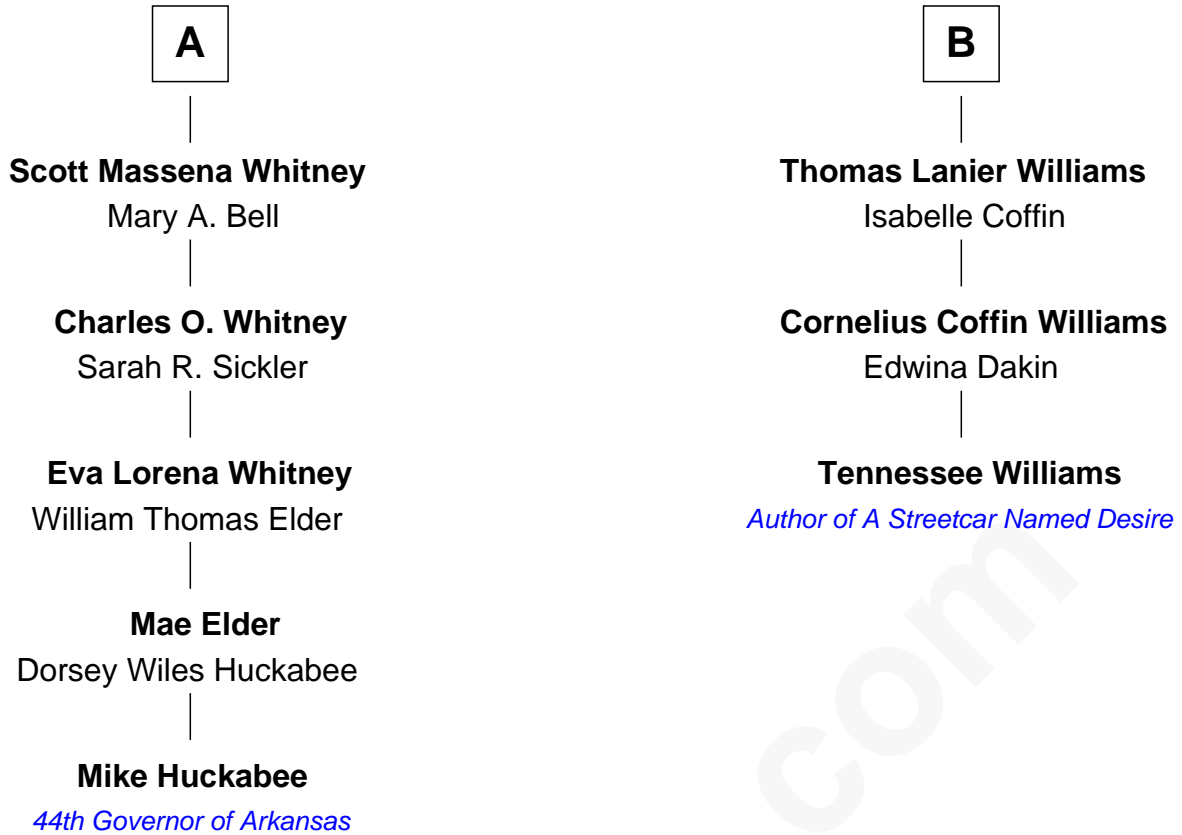 A
Scott Massena Whitney
Mary A. Bell
Charles O. Whitney
Sarah R. Sickler
Eva Lorena Whitney
William Thomas Elder
Mae Elder
Dorsey Wiles Huckabee
Mike Huckabee
44th Governor of Arkansas
B
Thomas Lanier Williams
Isabelle Coffin
Cornelius Coffin Williams
Edwina Dakin
Tennessee Williams
Author of A Streetcar Named Desire
com